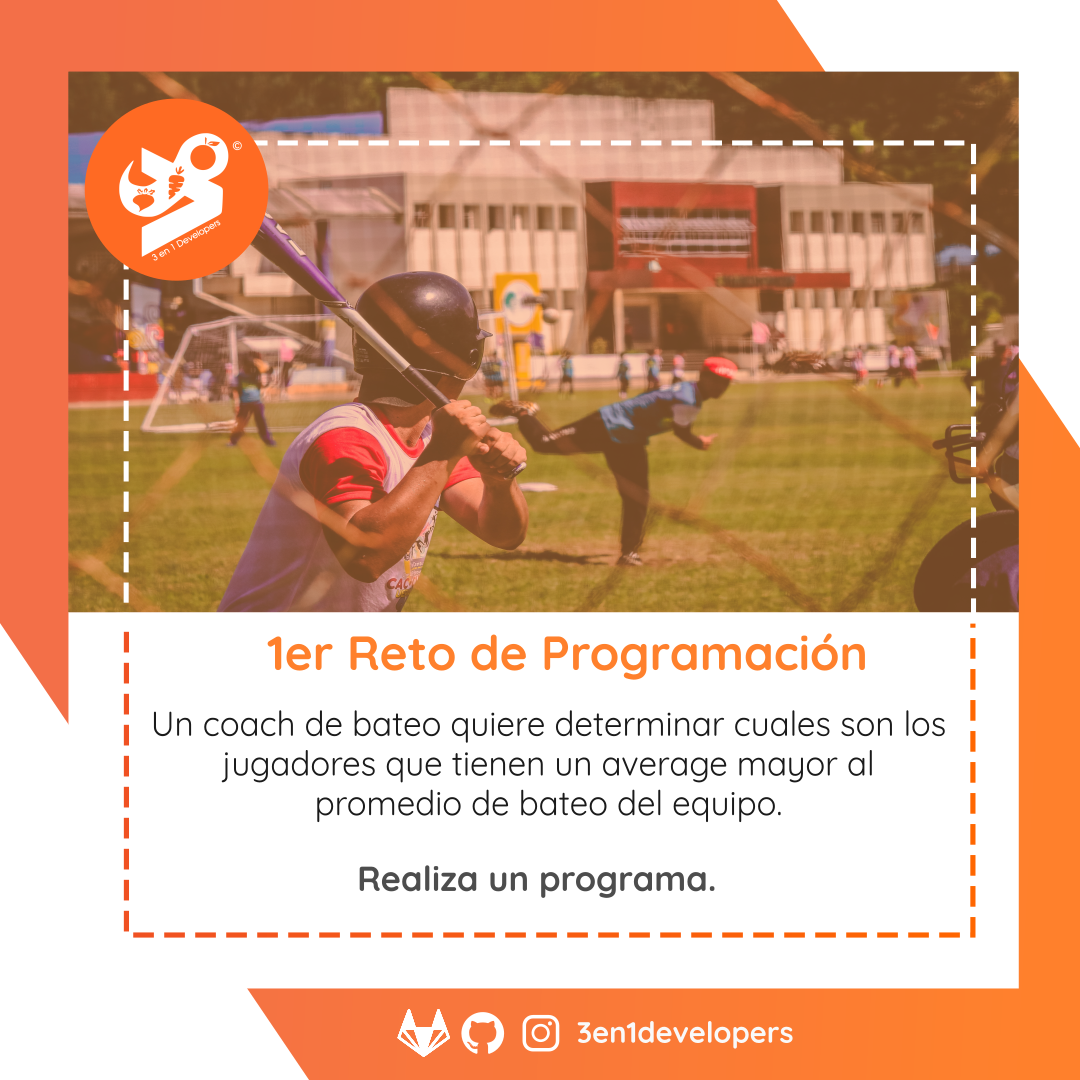 ©
3 en 1 Developers
1er Reto de Programación
Un coach de bateo quiere determinar cuales son los
jugadores que tienen un average mayor al
promedio de bateo del equipo.
Realiza un programa.
3en1developers